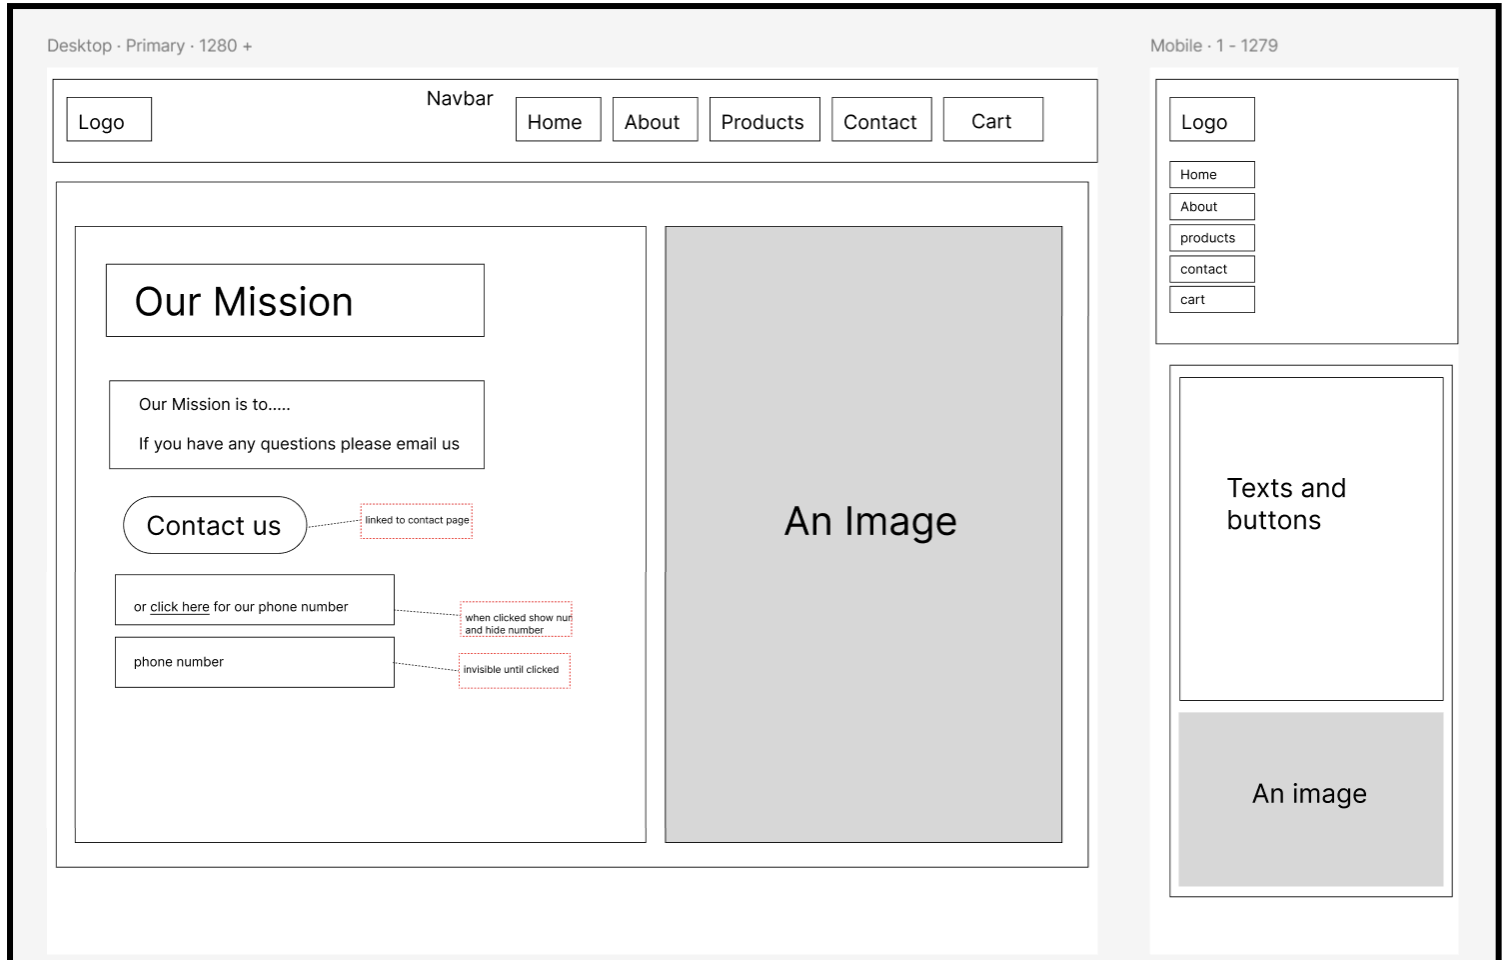 Desktop · Primary · 1280 +
Navbar
Logo
Home
About
Products
Contact
Cart
Our Mission
Our Mission is to.....
If you have any questions please email us
Contact us
linked to contact page
or click here for our phone number
when clicked show
and hide number
phone number
invisible until clicked
An Image
Mobile · 1 - 1279
Logo
Home
About
products
contact
cart
Texts and
buttons
An image